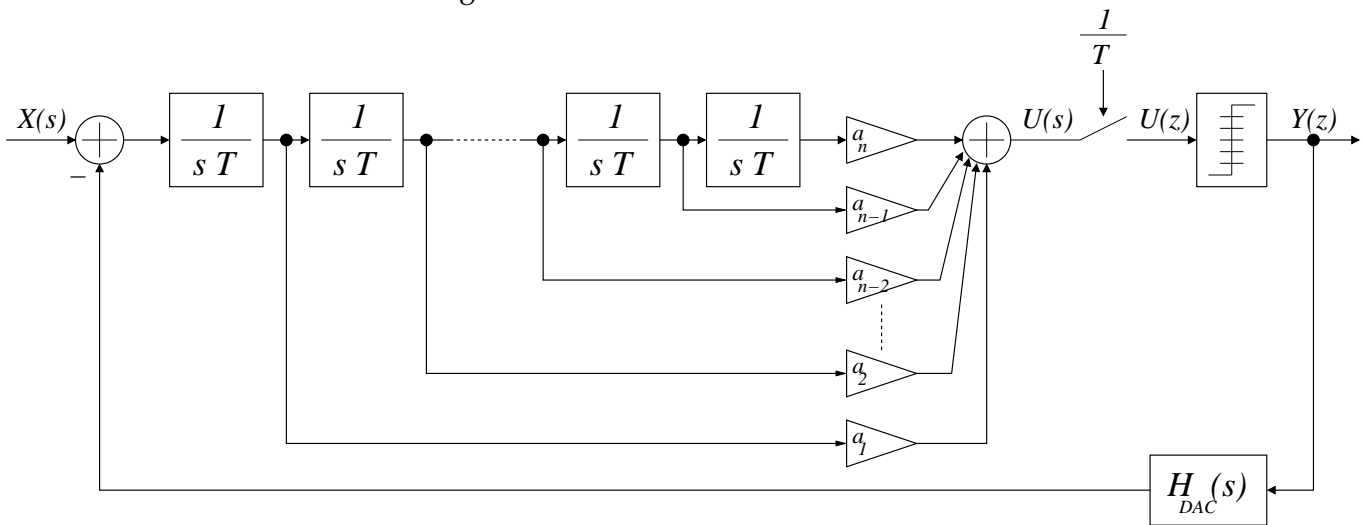 g
1
T
X(s)
1
s T
1
s T
1
s T
1
s T
a n
U(s)
U(z)
Y(z)
−
a n−1
a n−2
a 2
a 1
H DAC (s)